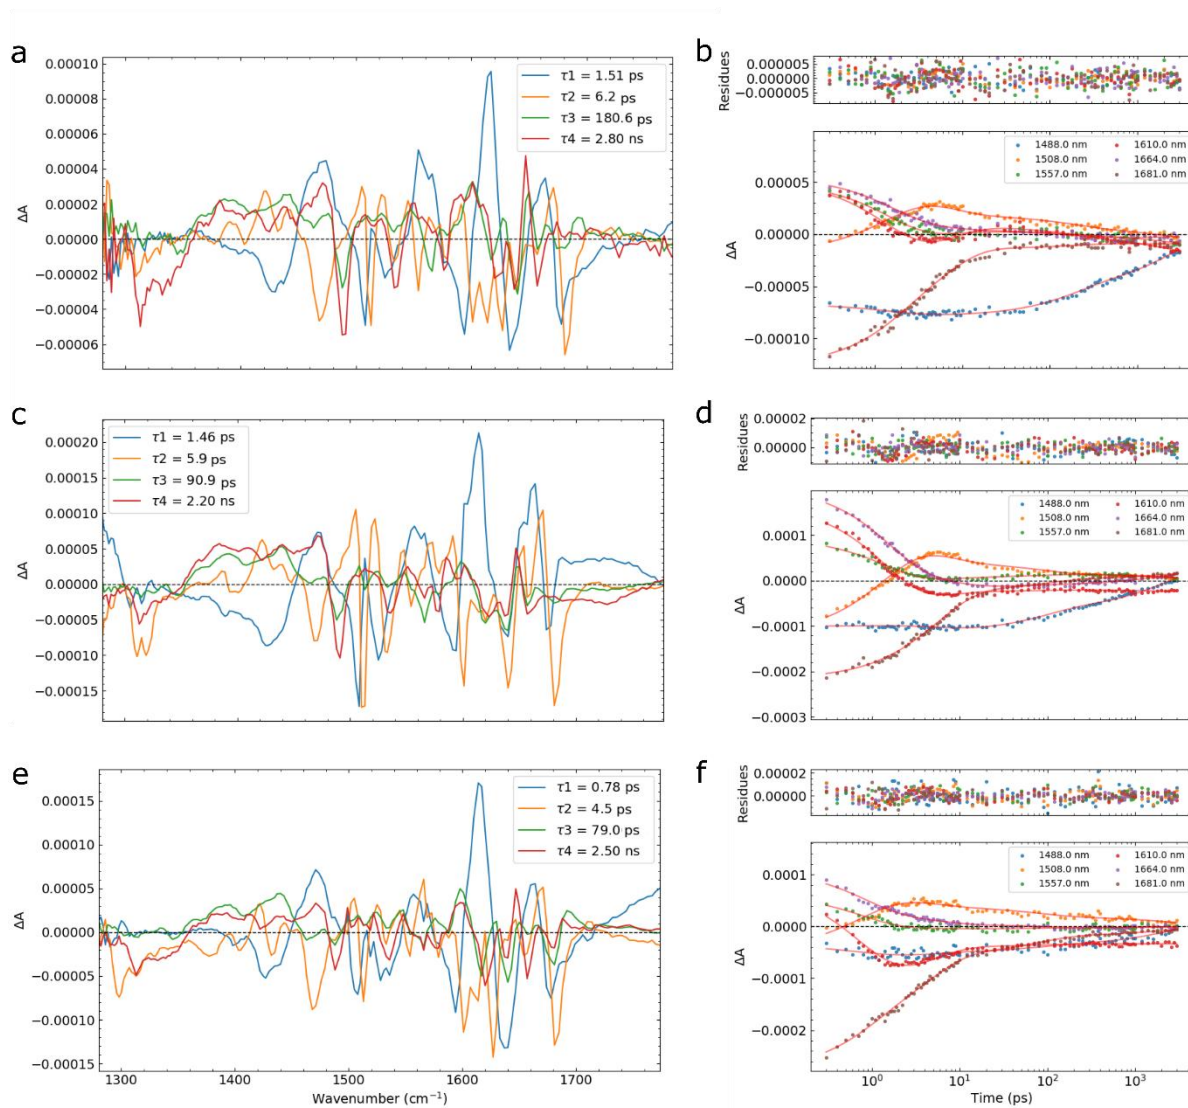 a
0.00010
0.00008
0.00006
0.00004
0.00002
0.00000
−0.00002
−0.00004
−0.00006
ΔA
τ1 = 1.51 ps
τ2 = 6.2 ps
τ3 = 180.6 ps
τ4 = 2.80 ns
Wavenumber (cm⁻¹)
b
0.000005
0.000000
−0.000005
Residues
1488.0 nm 1610.0 nm
1508.0 nm 1664.0 nm
1557.0 nm 1681.0 nm
0.00005
0.00000
−0.00005
−0.00010
ΔA
c
0.00020
0.00015
0.00010
0.00005
0.00000
−0.00005
−0.00010
−0.00015
ΔA
τ1 = 1.46 ps
τ2 = 5.9 ps
τ3 = 90.9 ps
τ4 = 2.20 ns
d
0.00002
0.00000
Residues
1488.0 nm 1610.0 nm
1508.0 nm 1664.0 nm
1557.0 nm 1681.0 nm
0.0001
0.0000
−0.0001
−0.0002
−0.0003
ΔA
e
0.00015
0.00010
0.00005
0.00000
−0.00005
−0.00010
−0.00015
ΔA
τ1 = 0.78 ps
τ2 = 4.5 ps
τ3 = 79.0 ps
τ4 = 2.50 ns
1300 1400 1500 1600 1700
Wavenumber (cm⁻¹)
f
0.00002
0.00000
Residues
1488.0 nm 1610.0 nm
1508.0 nm 1664.0 nm
1557.0 nm 1681.0 nm
0.0001
0.0000
−0.0001
−0.0002
ΔA
10⁰ 10¹ 10² 10³
Time (ps)